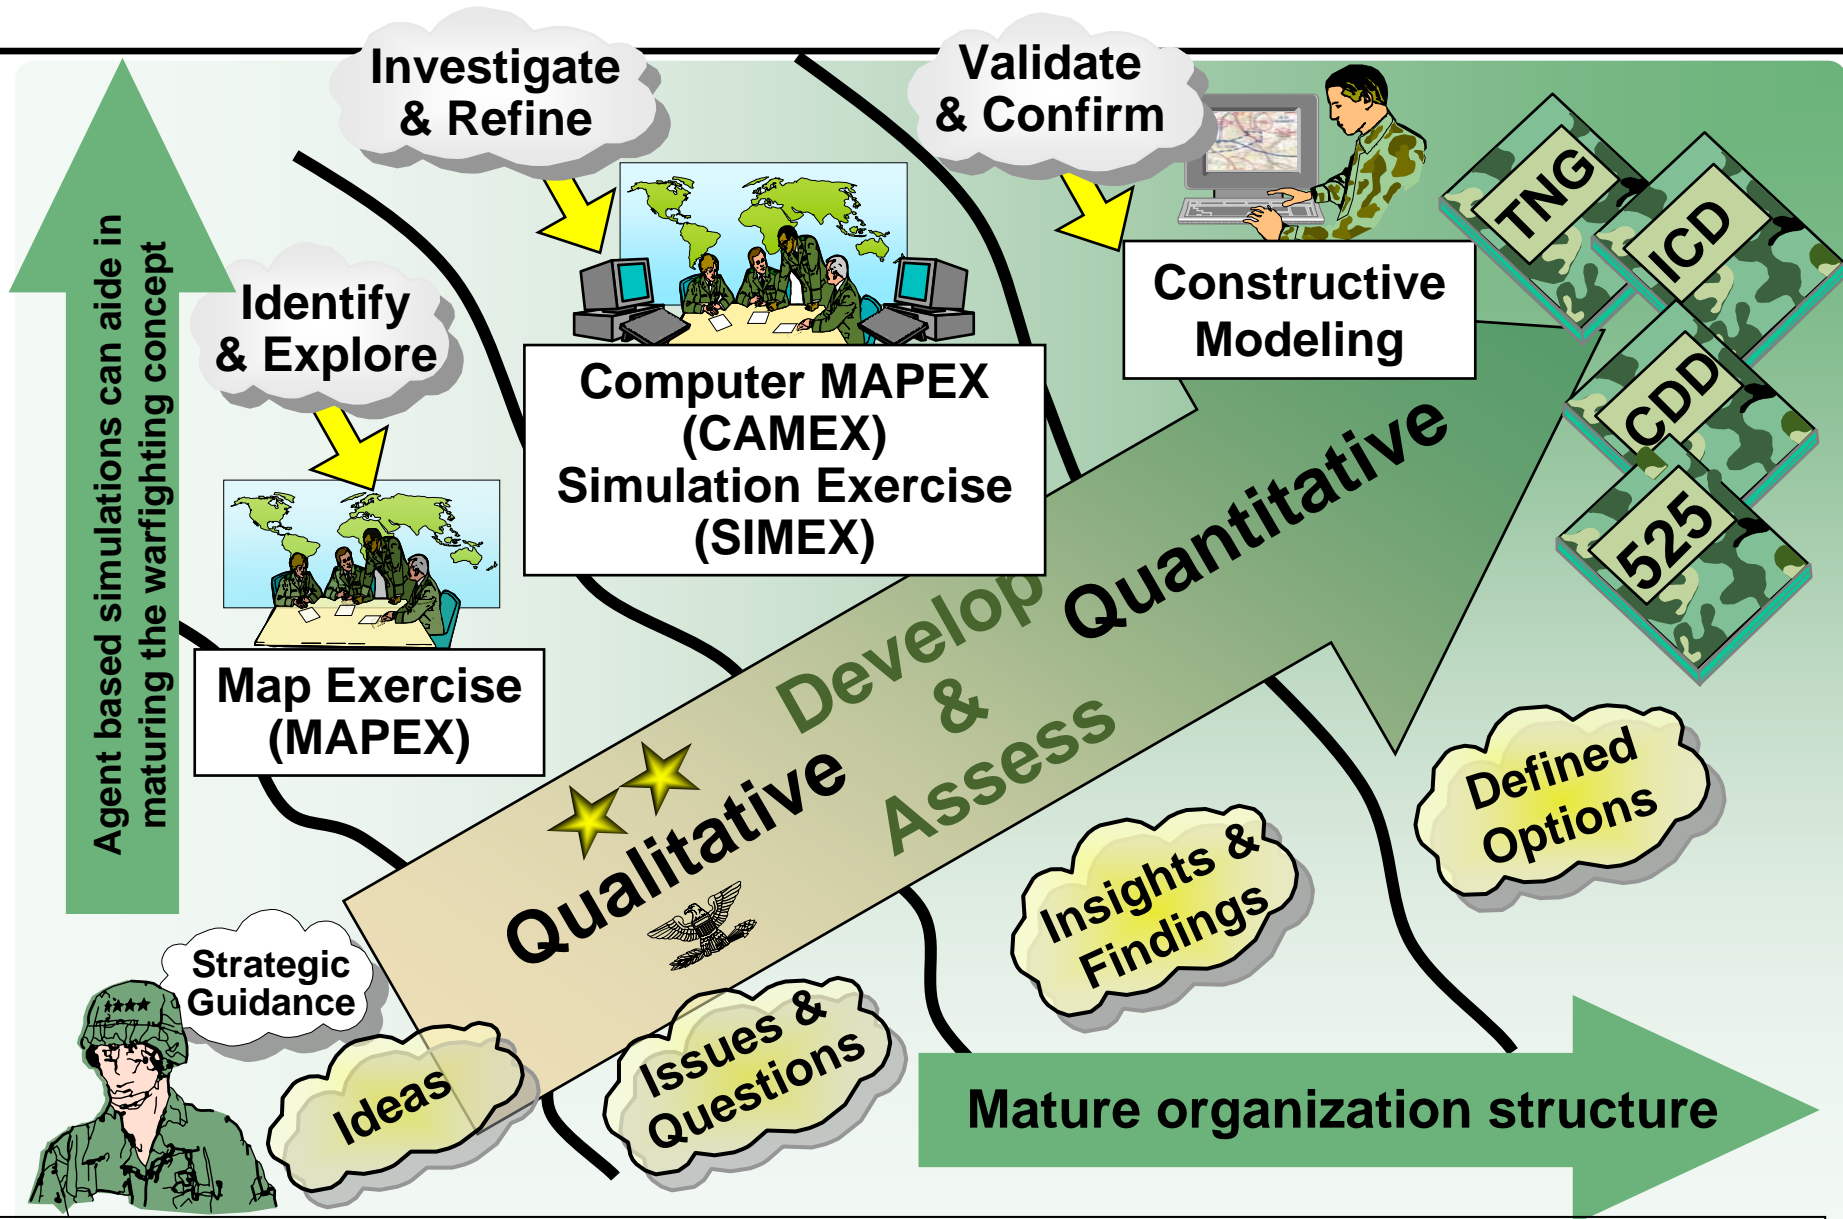 Investigate
& Refine
Validate
& Confirm
Identify
& Explore
Agent based simulations can aide in
maturing the warfighting concept
TNG
ICD
CDD
525
Constructive
Modeling
Computer MAPEX
(CAMEX)
Simulation Exercise
(SIMEX)
Map Exercise
(MAPEX)
Develop
&
Assess
Quantitative
Qualitative
Defined
Options
Insights &
Findings
Issues &
Questions
Ideas
Strategic
Guidance
Mature organization structure